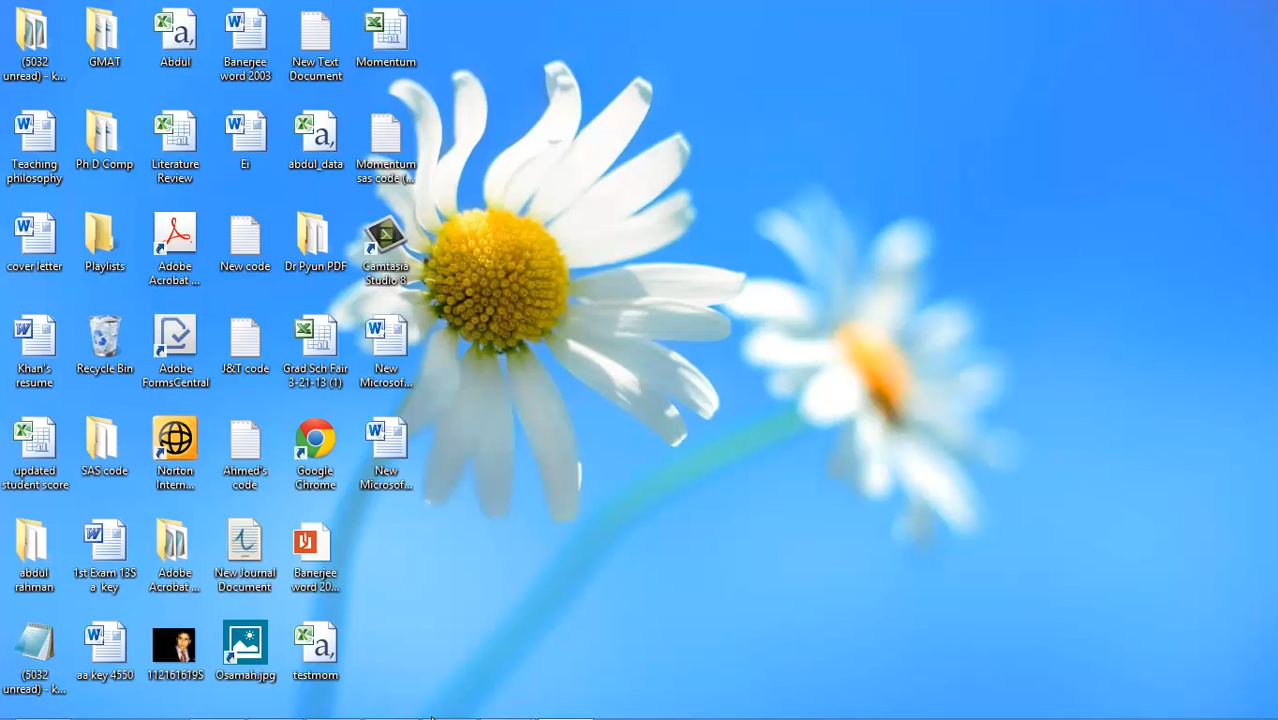 (5032
unread) - k...
GMAT
Abdul
Banerjee
word 2003
New Text
Document
Momentum
Teaching
philosophy
Ph D Comp
Literature
Review
Ei
abdul_data
Momentum
sas code (...
cover letter
Playlists
Adobe
Acrobat ...
New code
Dr Pyun PDF
Camtasia
Studio 8
Khan's
resume
Recycle Bin
Adobe
FormsCentral
J&T code
Grad Sch Fair
3-21-13 (1)
New
Microsof...
updated
student score
SAS code
Norton
Intern...
Ahmed's
code
Google
Chrome
New
Microsof...
abdul
rahman
1st Exam 13S
a key
Adobe
Acrobat ...
New Journal
Document
Banerjee
word 20...
(5032
unread) - k...
aa key 4550
112161619S
Osamah.jpg
testmom